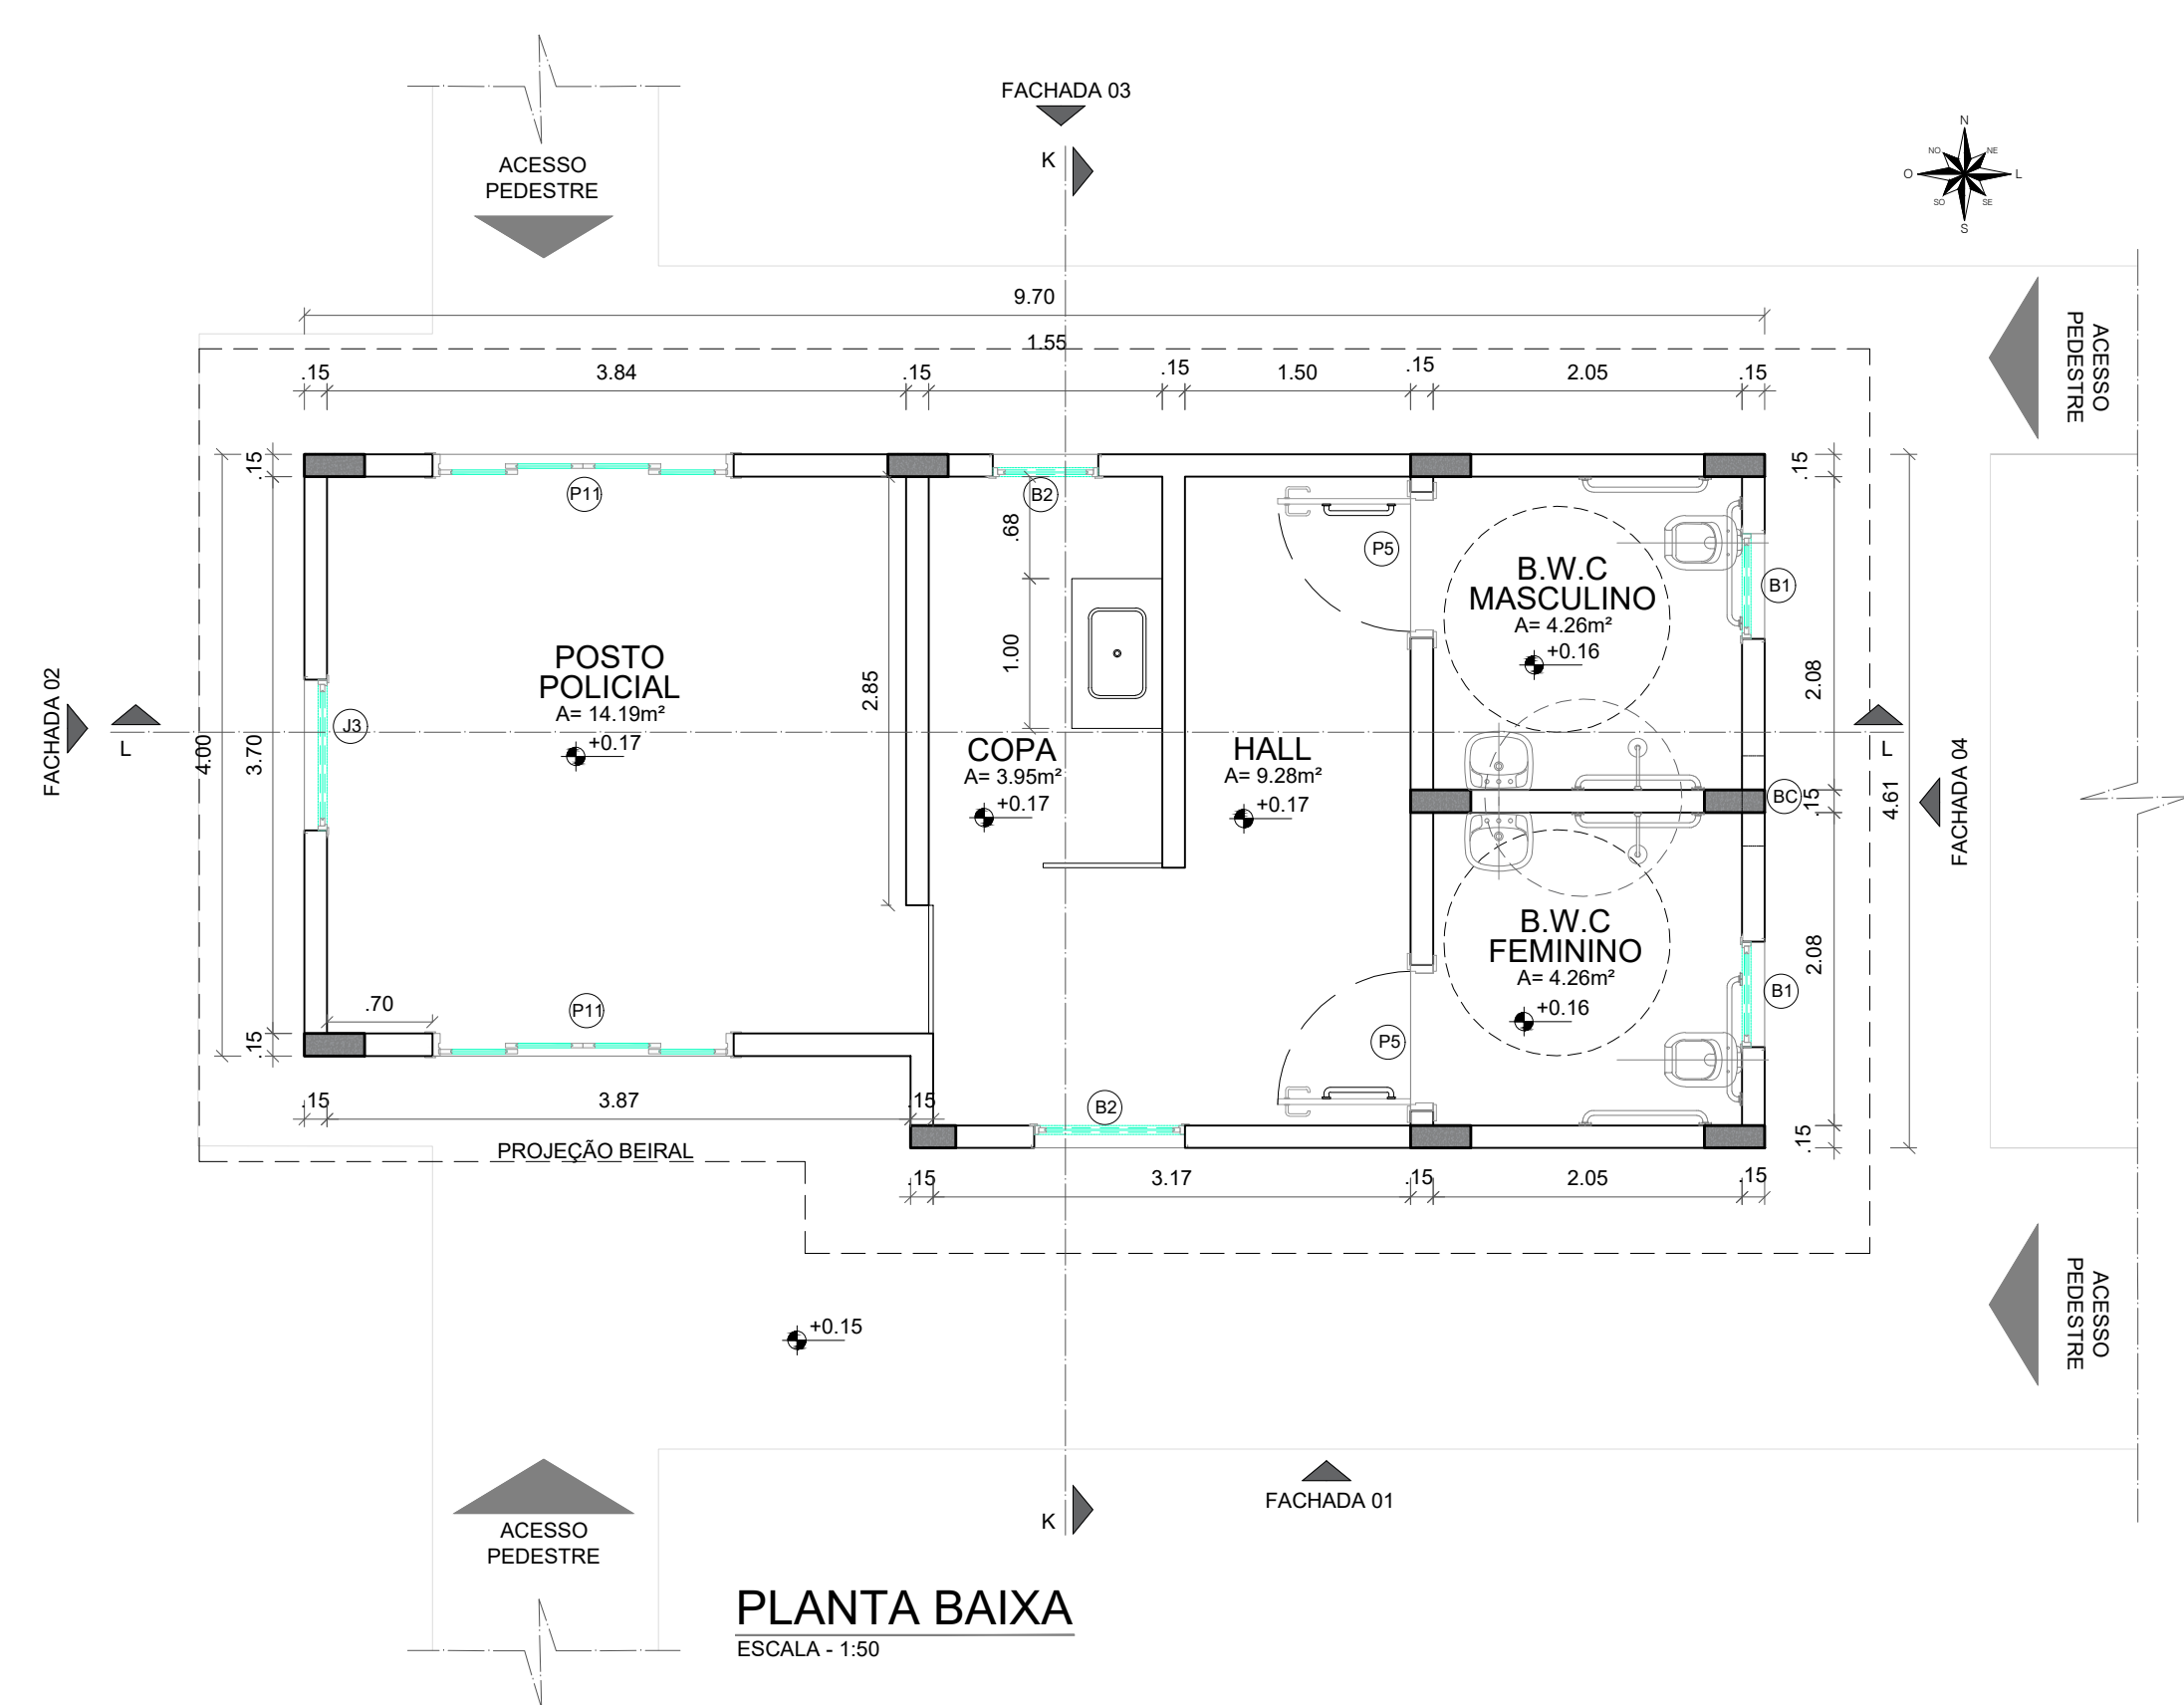 FACHADA 03
K
N
NO
NE
O
L
SO
SE
S
ACESSO
PEDESTRE
ACESSO
PEDESTRE
9.70
1.55
.15
3.84
.15
.15
1.50
.15
2.05
.15
.15
.15
P11
B2
.68
P5
B.W.C
MASCULINO
A= 4.26m²
+0.16
B1
1.00
2.08
POSTO
POLICIAL
A= 14.19m²
+0.17
2.85
FACHADA 02
L
4.00
3.70
J3
COPA
A= 3.95m²
+0.17
HALL
A= 9.28m²
+0.17
L
BC
.15
4.61
FACHADA 04
B.W.C
FEMININO
A= 4.26m²
+0.16
2.08
B1
.70
P11
P5
.15
.15
3.87
.15
B2
.15
PROJEÇÃO BEIRAL
.15
3.17
.15
2.05
.15
+0.15
ACESSO
PEDESTRE
FACHADA 01
K
ACESSO
PEDESTRE
PLANTA BAIXA
ESCALA - 1:50